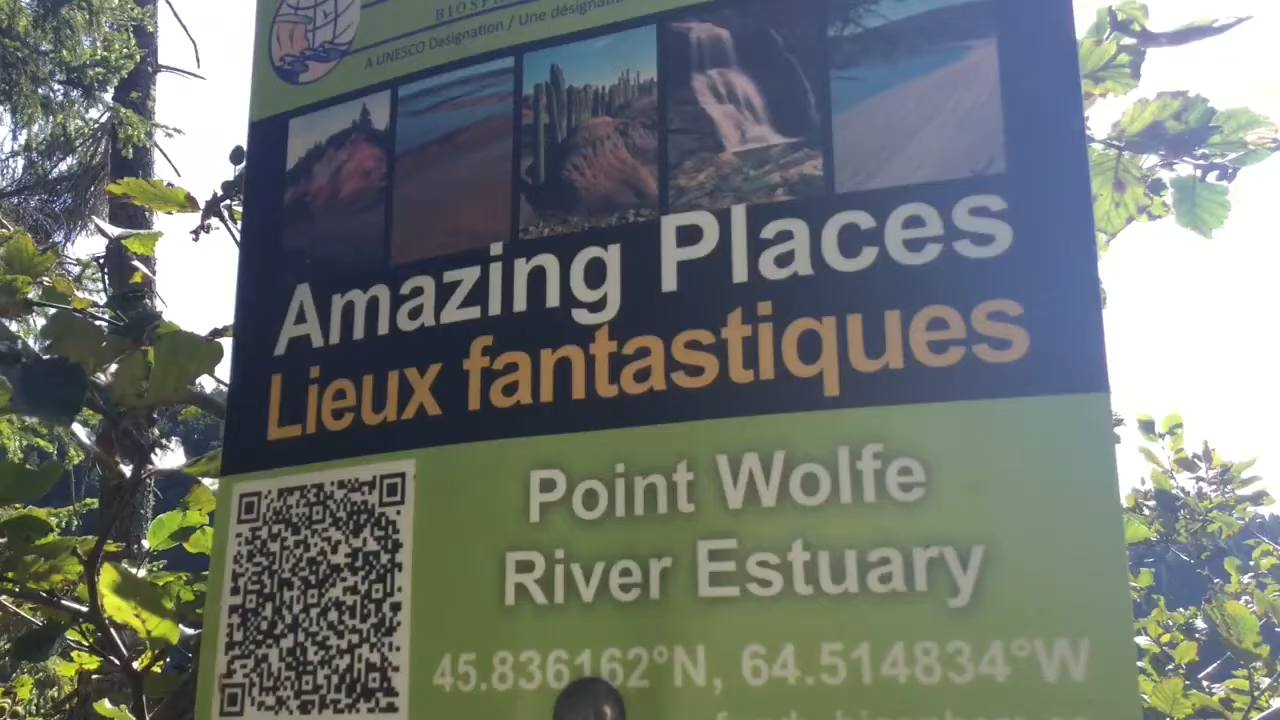 A UNESCO Designation / Une désignation
Amazing Places
Lieux fantastiques
Point Wolfe
River Estuary
45.836162°N, 64.514834°W